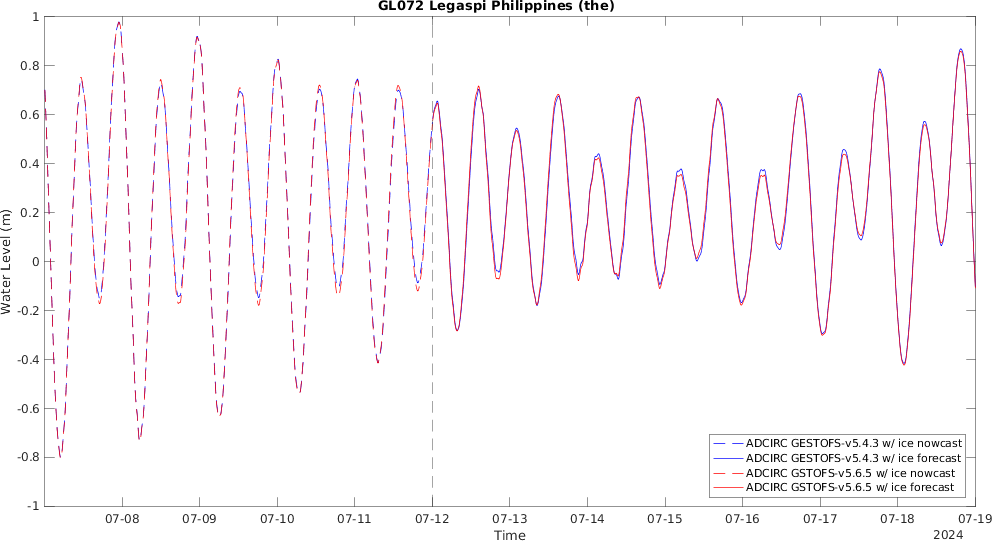 GL072 Legaspi Philippines (the)
Water Level (m)
1
0.8
0.6
0.4
0.2
0
-0.2
-0.4
-0.6
-0.8
-1
ADCIRC GESTOFS-v5.4.3 w/ ice nowcast
ADCIRC GESTOFS-v5.4.3 w/ ice forecast
ADCIRC GSTOFS-v5.6.5 w/ ice nowcast
ADCIRC GSTOFS-v5.6.5 w/ ice forecast
07-08 07-09 07-10 07-11 07-12 07-13 07-14 07-15 07-16 07-17 07-18 07-19
Time
2024